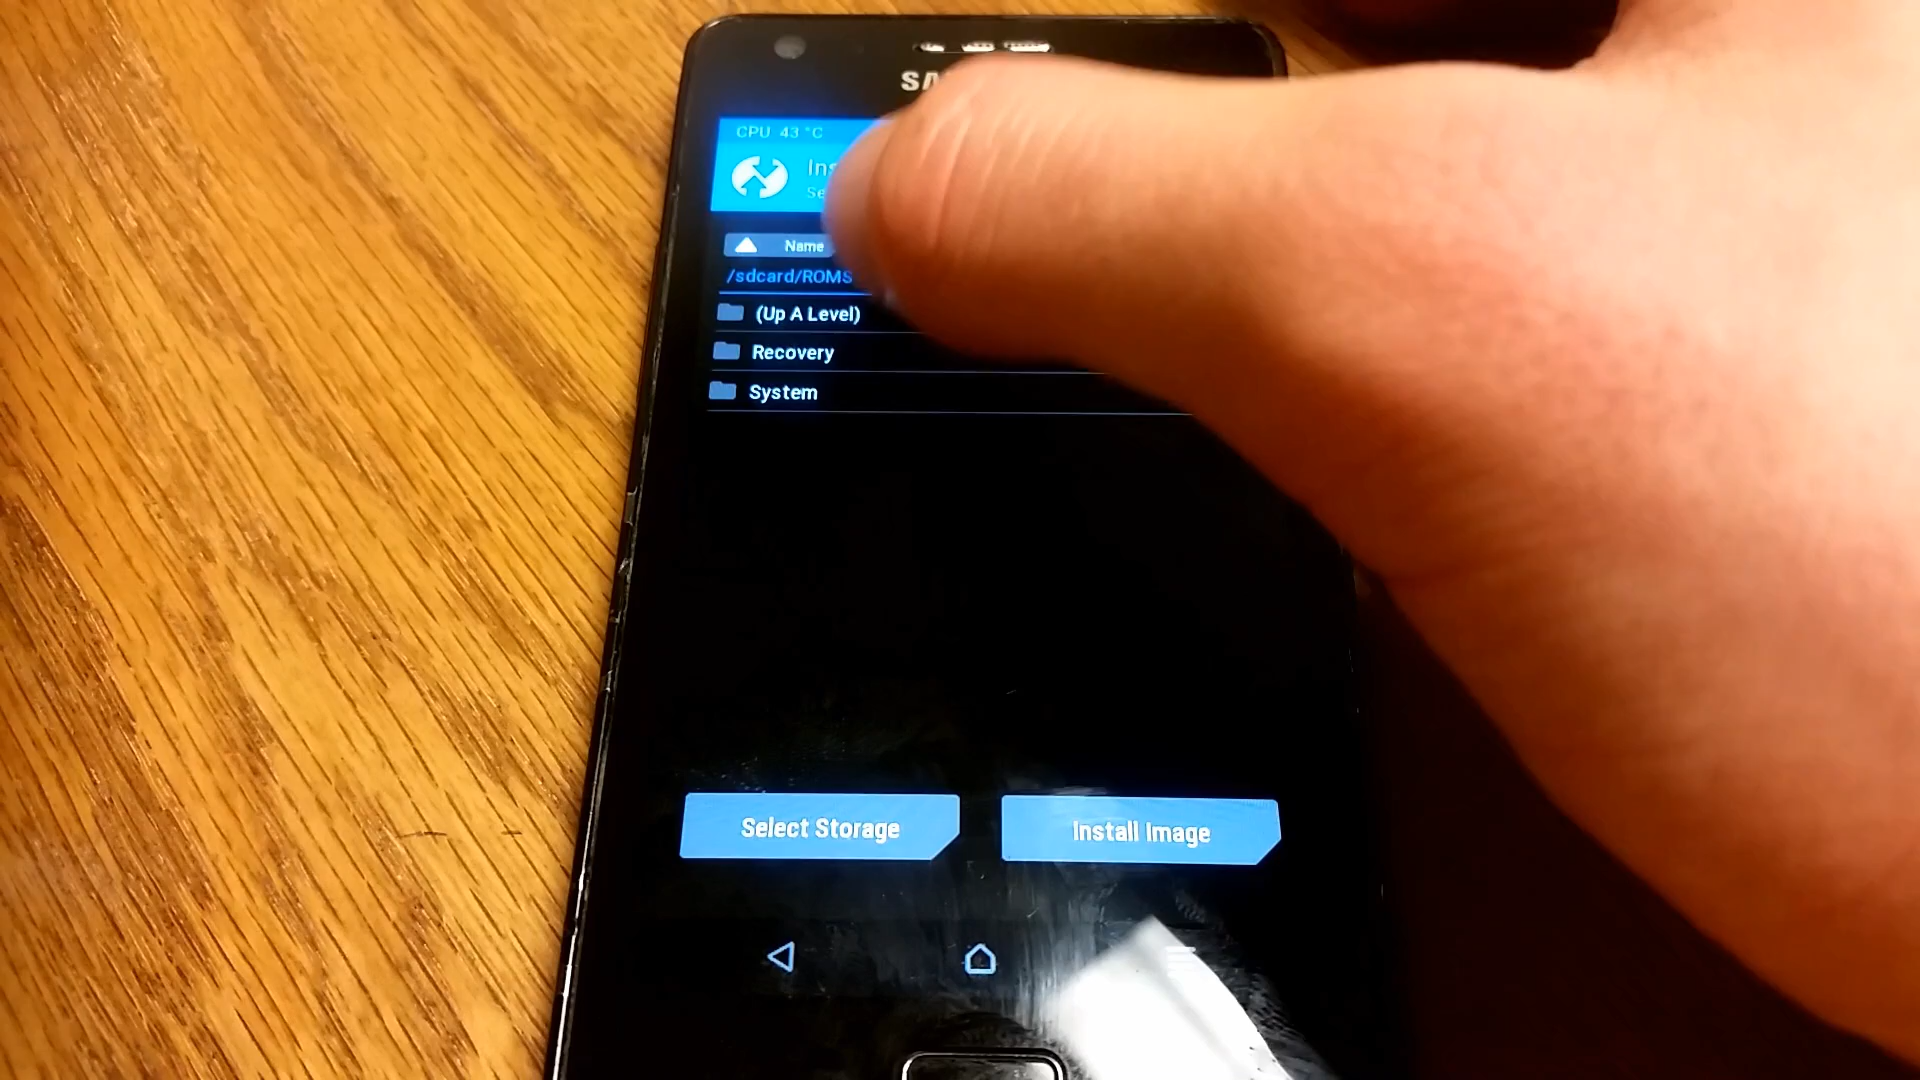 CPU 43 °C
Name
/sdcard/ROMS
(Up A Level)
Recovery
System
Select Storage
Install Image